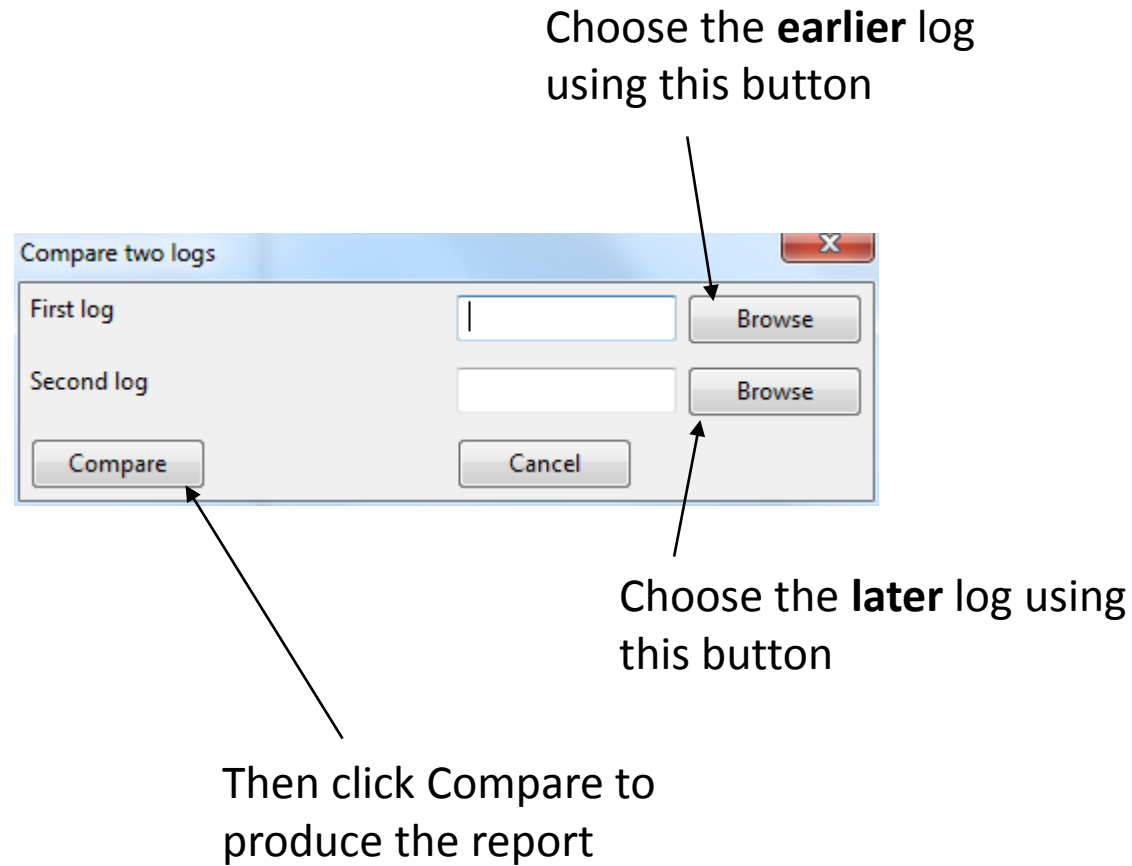 Choose the earlier log
using this button
Compare two logs
First log
Browse
Second log
Browse
Compare
Cancel
Choose the later log using
this button
Then click Compare to
produce the report